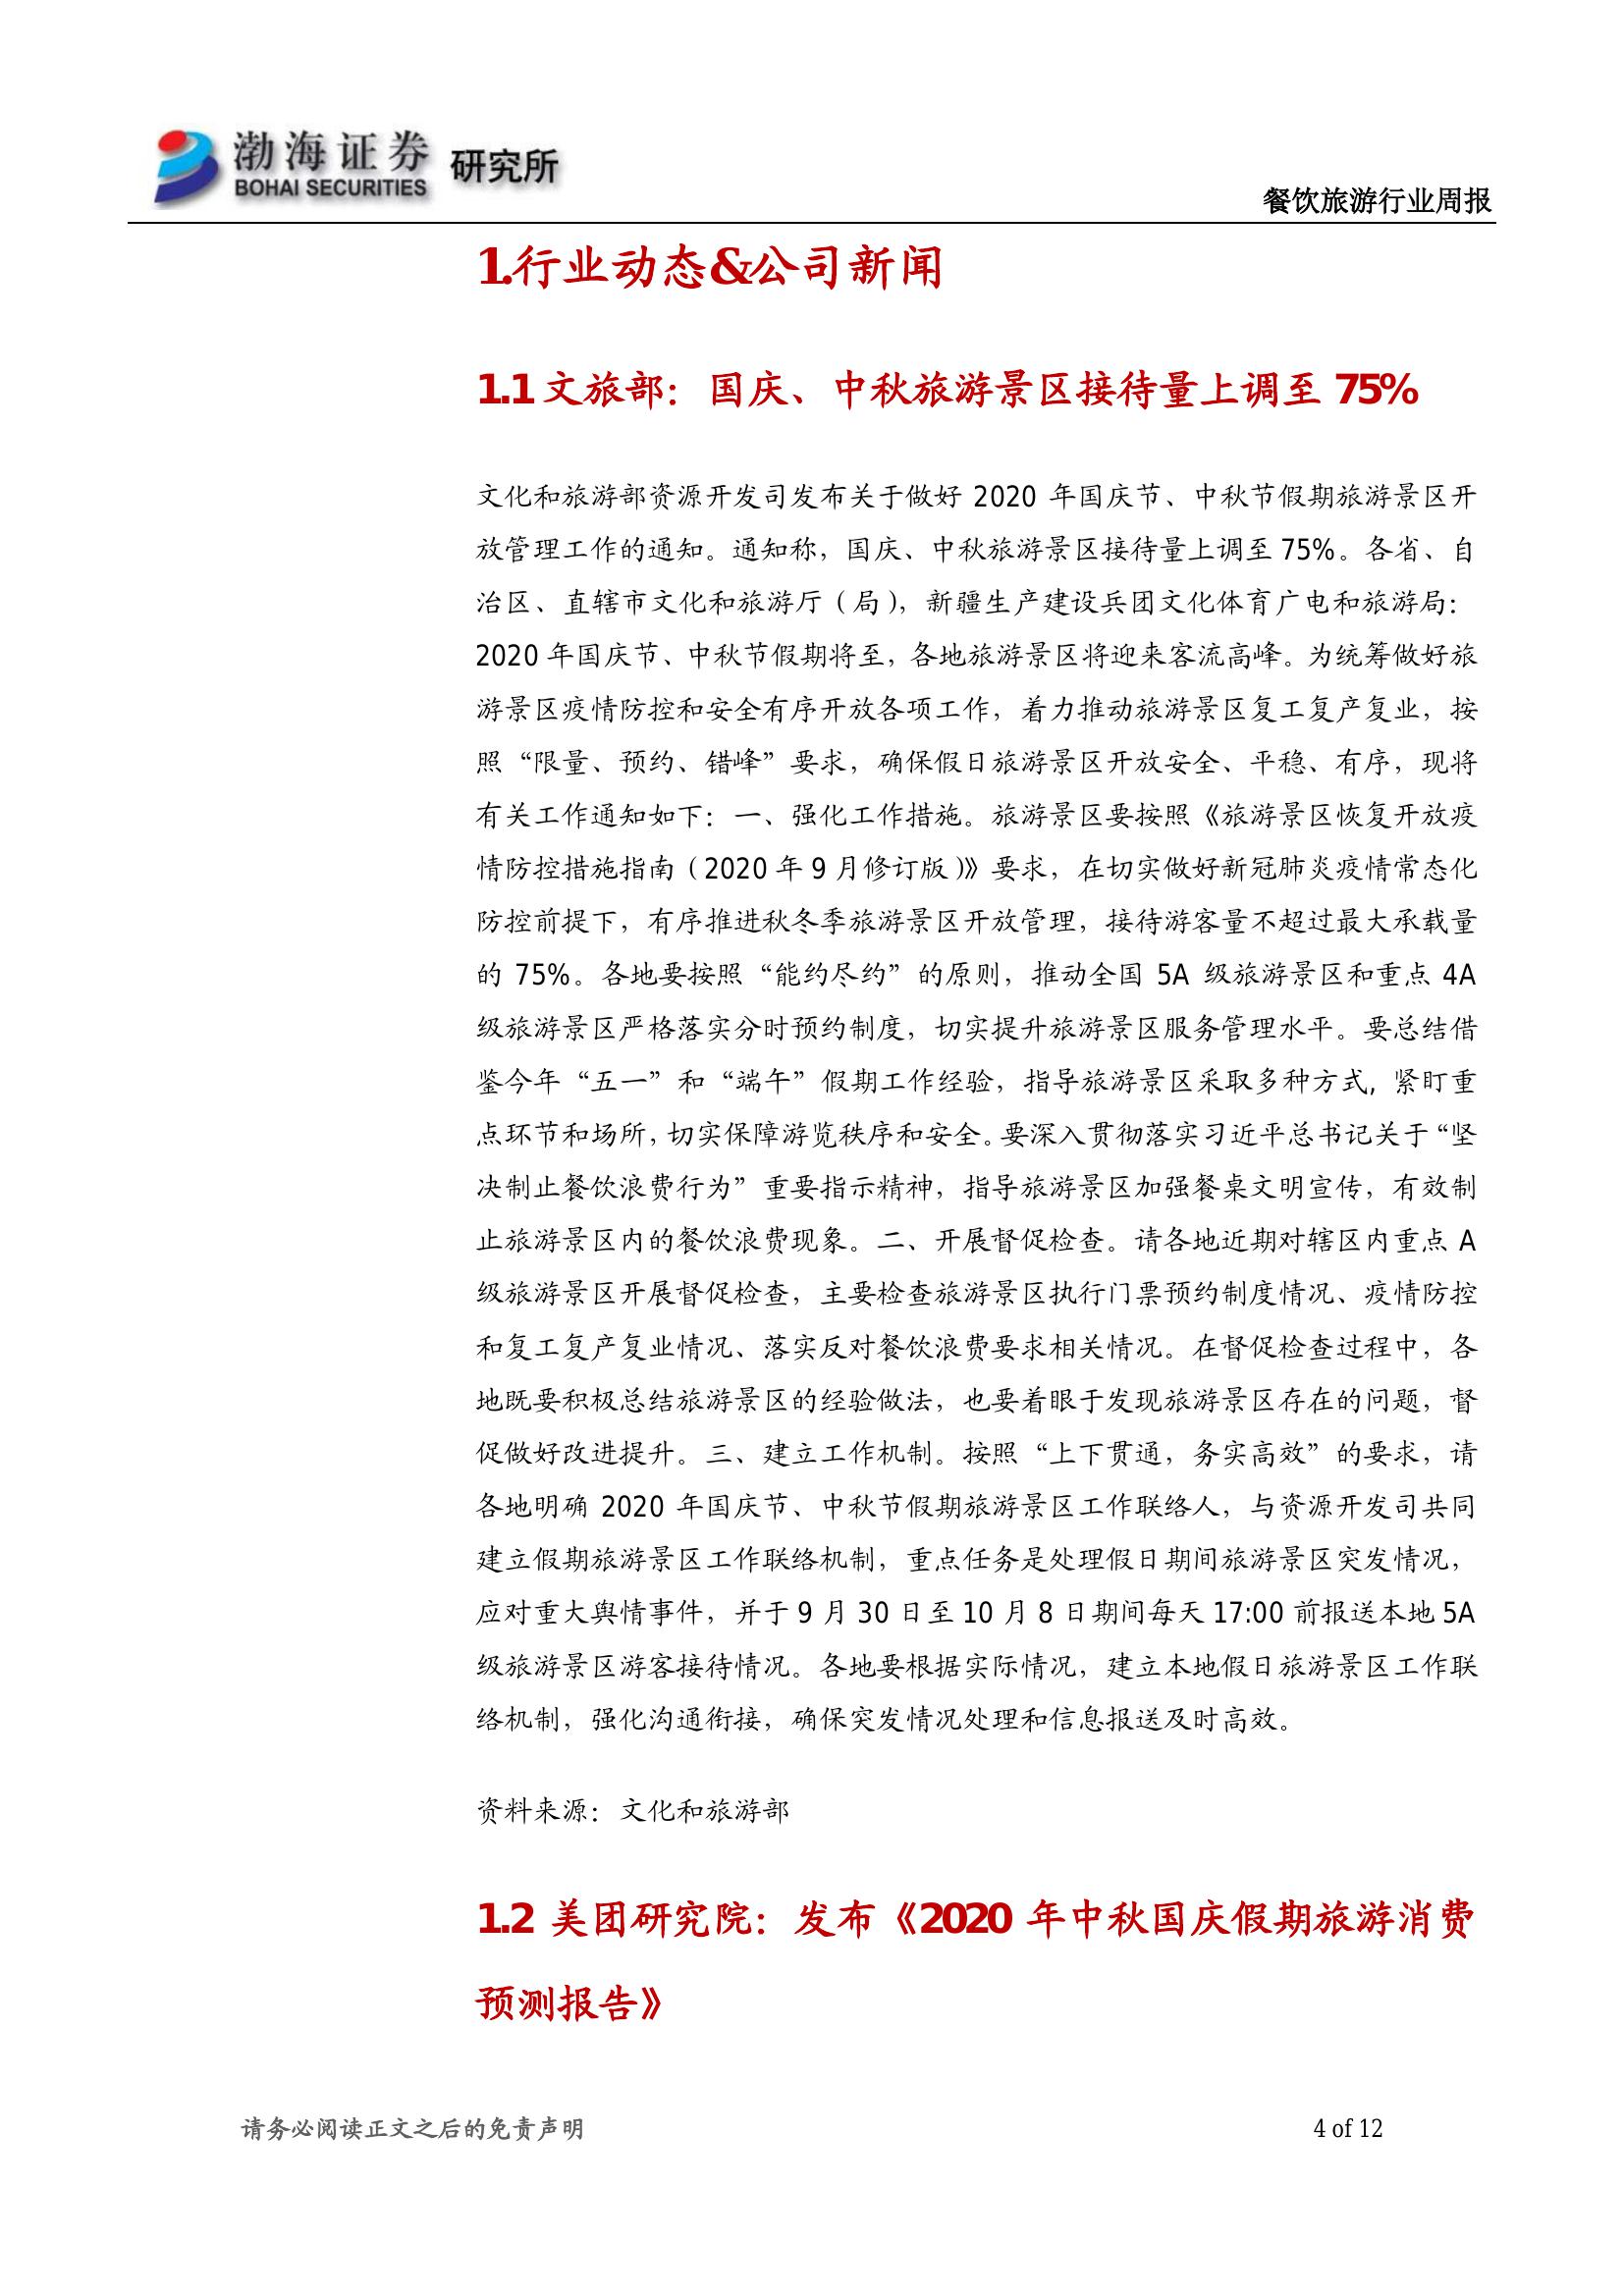 渤海证券 研究所
BOHAI SECURITIES
餐饮旅游行业周报
1.行业动态&公司新闻
1.1 文旅部：国庆、中秋旅游景区接待量上调至 75%
文化和旅游部资源开发司发布关于做好 2020 年国庆节、中秋节假期旅游景区开
放管理工作的通知。通知称，国庆、中秋旅游景区接待量上调至 75%。各省、自
治区、直辖市文化和旅游厅（局），新疆生产建设兵团文化体育广电和旅游局：
2020 年国庆节、中秋节假期将至，各地旅游景区将迎来客流高峰。为统筹做好旅
游景区疫情防控和安全有序开放各项工作，着力推动旅游景区复工复产复业，按
照“限量、预约、错峰”要求，确保假日旅游景区开放安全、平稳、有序，现将
有关工作通知如下：一、强化工作措施。旅游景区要按照《旅游景区恢复开放疫
情防控措施指南（2020 年 9 月修订版）》要求，在切实做好新冠肺炎疫情常态化
防控前提下，有序推进秋冬季旅游景区开放管理，接待游客量不超过最大承载量
的 75%。各地要按照“能约尽约”的原则，推动全国 5A 级旅游景区和重点 4A
级旅游景区严格落实分时预约制度，切实提升旅游景区服务管理水平。要总结借
鉴今年“五一”和“端午”假期工作经验，指导旅游景区采取多种方式，紧盯重
点环节和场所，切实保障游览秩序和安全。要深入贯彻落实习近平总书记关于“坚
决制止餐饮浪费行为”重要指示精神，指导旅游景区加强餐桌文明宣传，有效制
止旅游景区内的餐饮浪费现象。二、开展督促检查。请各地近期对辖区内重点 A
级旅游景区开展督促检查，主要检查旅游景区执行门票预约制度情况、疫情防控
和复工复产复业情况、落实反对餐饮浪费要求相关情况。在督促检查过程中，各
地既要积极总结旅游景区的经验做法，也要着眼于发现旅游景区存在的问题，督
促做好改进提升。三、建立工作机制。按照“上下贯通，务实高效”的要求，请
各地明确 2020 年国庆节、中秋节假期旅游景区工作联络人，与资源开发司共同
建立假期旅游景区工作联络机制，重点任务是处理假日期间旅游景区突发情况，
应对重大舆情事件，并于 9 月 30 日至 10 月 8 日期间每天 17:00 前报送本地 5A
级旅游景区游客接待情况。各地要根据实际情况，建立本地假日旅游景区工作联
络机制，强化沟通衔接，确保突发情况处理和信息报送及时高效。
资料来源：文化和旅游部
1.2 美团研究院：发布《2020 年中秋国庆假期旅游消费
预测报告》
请务必阅读正文之后的免责声明
4 of 12